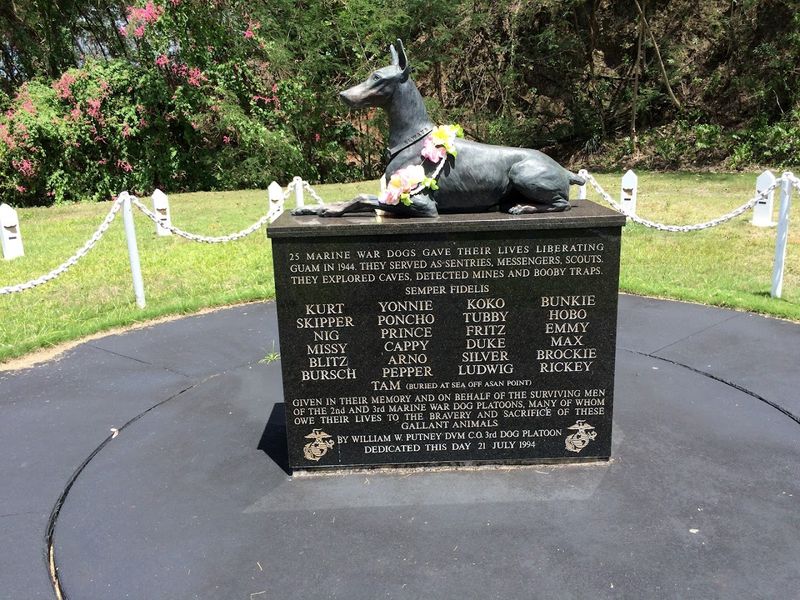 25 MARINE WAR DOGS GAVE THEIR LIVES LIBERATING
GUAM IN 1944. THEY SERVED AS SENTRIES, MESSENGERS, SCOUTS.
THEY EXPLORED CAVES, DETECTED MINES AND BOOBY TRAPS.
SEMPER FIDELIS
KURT YONNIE KOKO BUNKIE
SKIPPER PONCHO TUBBY HOBO
NIG PRINCE FRITZ EMMY
MISSY CAPPY DUKE MAX
BLITZ ARNO SILVER BROCKIE
BURSCH PEPPER LUDWIG RICKEY
TAM (BURIED AT SEA OFF ASAN POINT)
GIVEN IN THEIR MEMORY AND ON BEHALF OF THE SURVIVING MEN
OF THE 2nd AND 3rd MARINE WAR DOG PLATOONS, MANY OF WHOM
OWE THEIR LIVES TO THE BRAVERY AND SACRIFICE OF THESE
GALLANT ANIMALS
BY WILLIAM W. PUTNEY DVM C.O. 3rd DOG PLATOON
DEDICATED THIS DAY 21 JULY 1994